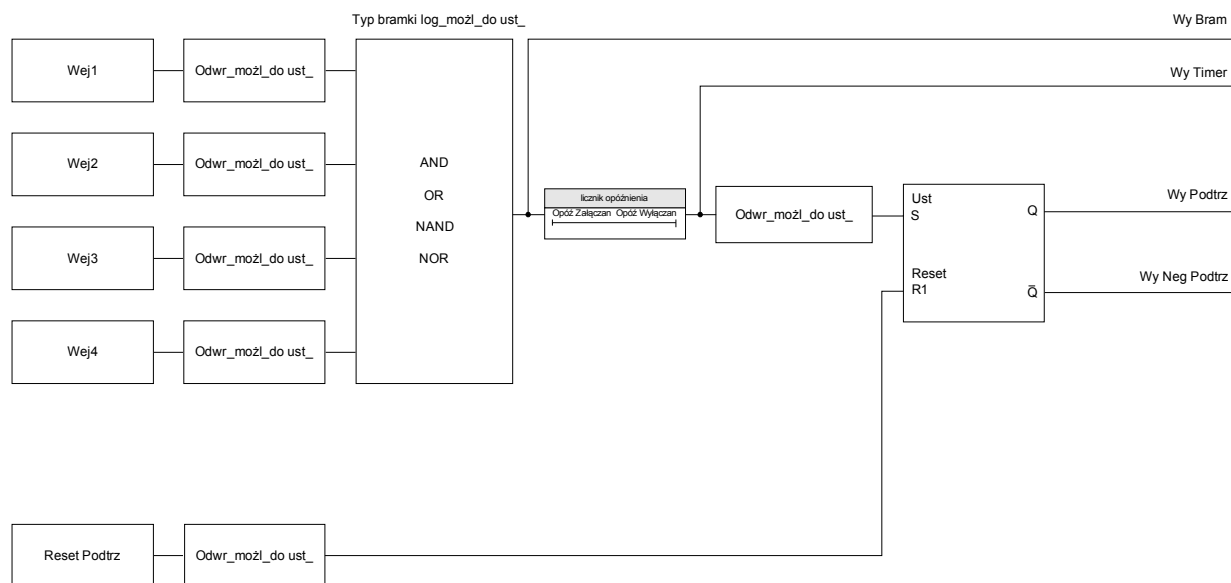 Typ bramki log_możl_do ust_
Wy Bram
Wej1
Odwr_możl_do ust_
Wy Timer
Wej2
Odwr_możl_do ust_
AND
OR
NAND
NOR
licznik opóźnienia
Opóź Załączan Opóź Wyłączan
Odwr_możl_do ust_
Ust
S
Q
Wy Podtrz
Wej3
Odwr_możl_do ust_
Reset
R1
Q̅
Wy Neg Podtrz
Wej4
Odwr_możl_do ust_
Reset Podtrz
Odwr_możl_do ust_